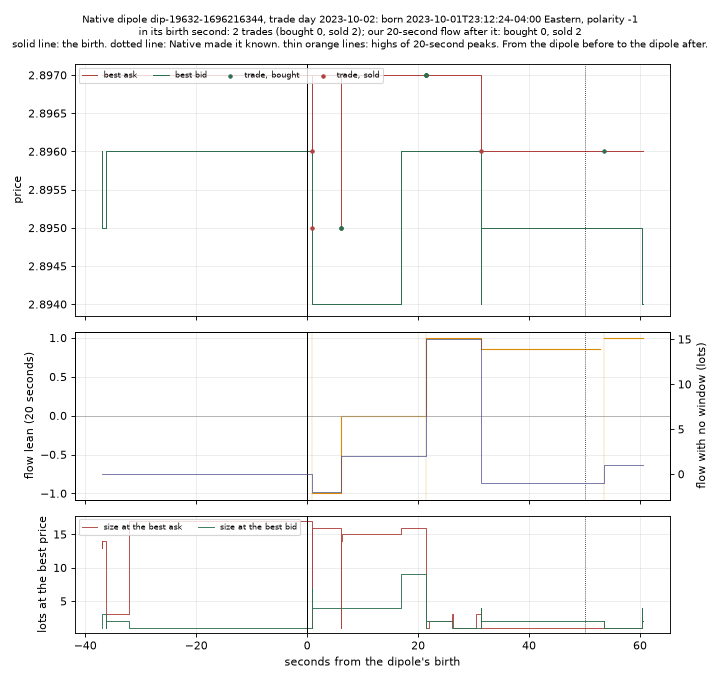 Native dipole dip-19632-1696216344, trade day 2023-10-02: born 2023-10-01T23:12:24-04:00 Eastern, polarity -1
in its birth second: 2 trades (bought 0, sold 2); our 20-second flow after it: bought 0, sold 2
solid line: the birth. dotted line: Native made it known. thin orange lines: highs of 20-second peaks. From the dipole before to the dipole after.
best ask best bid trade, bought trade, sold
2.8970
2.8965
2.8960
2.8955
2.8950
2.8945
2.8940
price
1.0
0.5
0.0
−0.5
−1.0
flow lean (20 seconds)
15
10
5
0
flow with no window (lots)
size at the best ask size at the best bid
15
10
5
lots at the best price
−40 −20 0 20 40 60
seconds from the dipole's birth